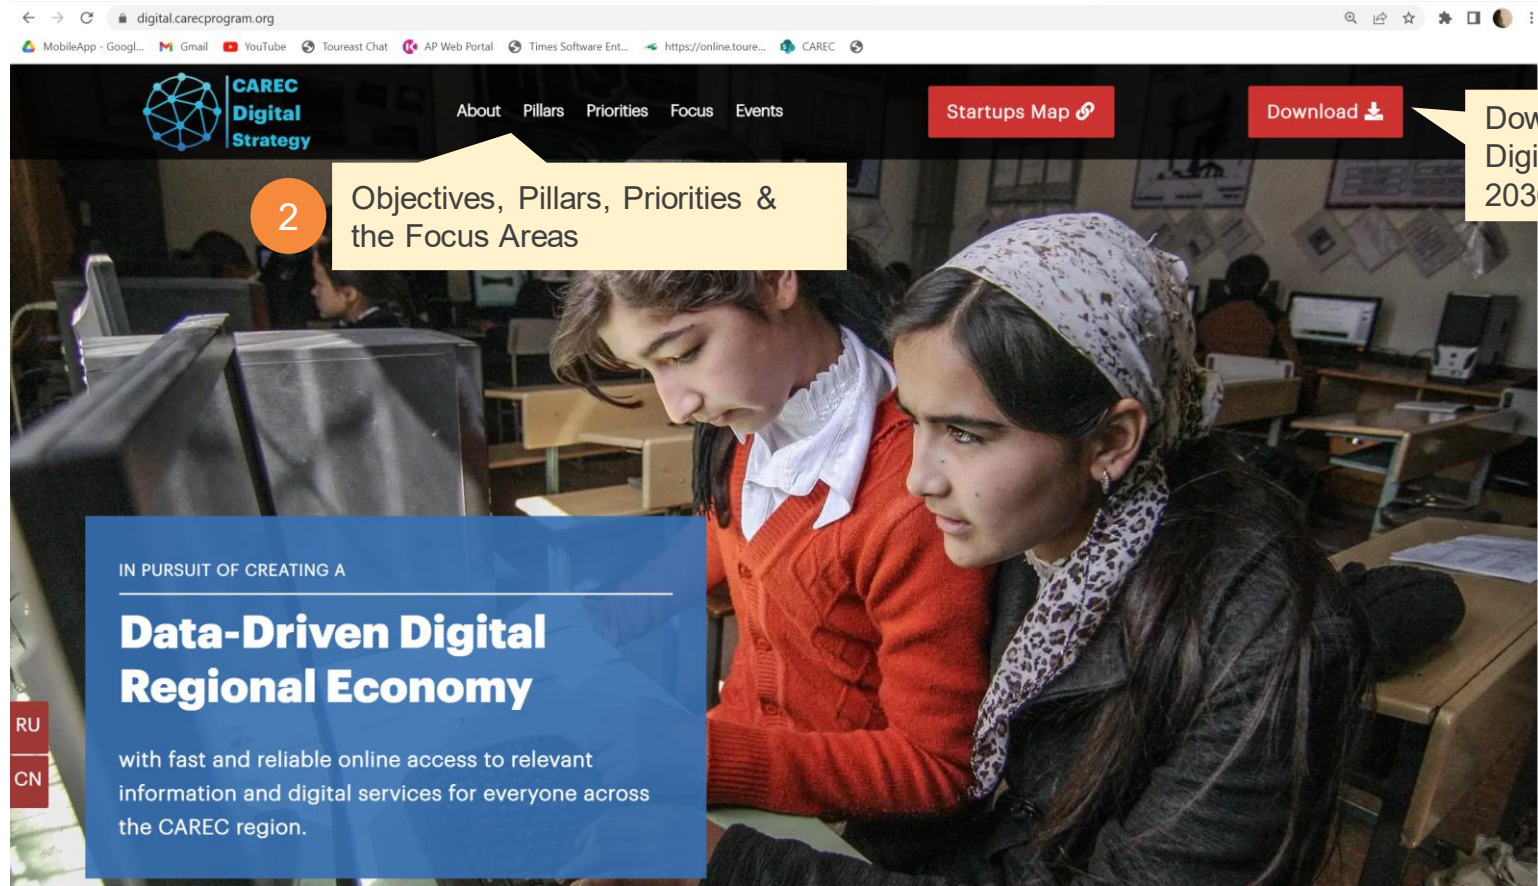 digital.carecprogram.org
MobileApp - Googl... Gmail YouTube Toureast Chat AP Web Portal Times Software Ent... https://online.toure... CAREC
CAREC
Digital
Strategy
About Pillars Priorities Focus Events
Startups Map
Download
2
Objectives, Pillars, Priorities &
the Focus Areas
IN PURSUIT OF CREATING A
Data-Driven Digital
Regional Economy
with fast and reliable online access to relevant
information and digital services for everyone across
the CAREC region.
RU
CN